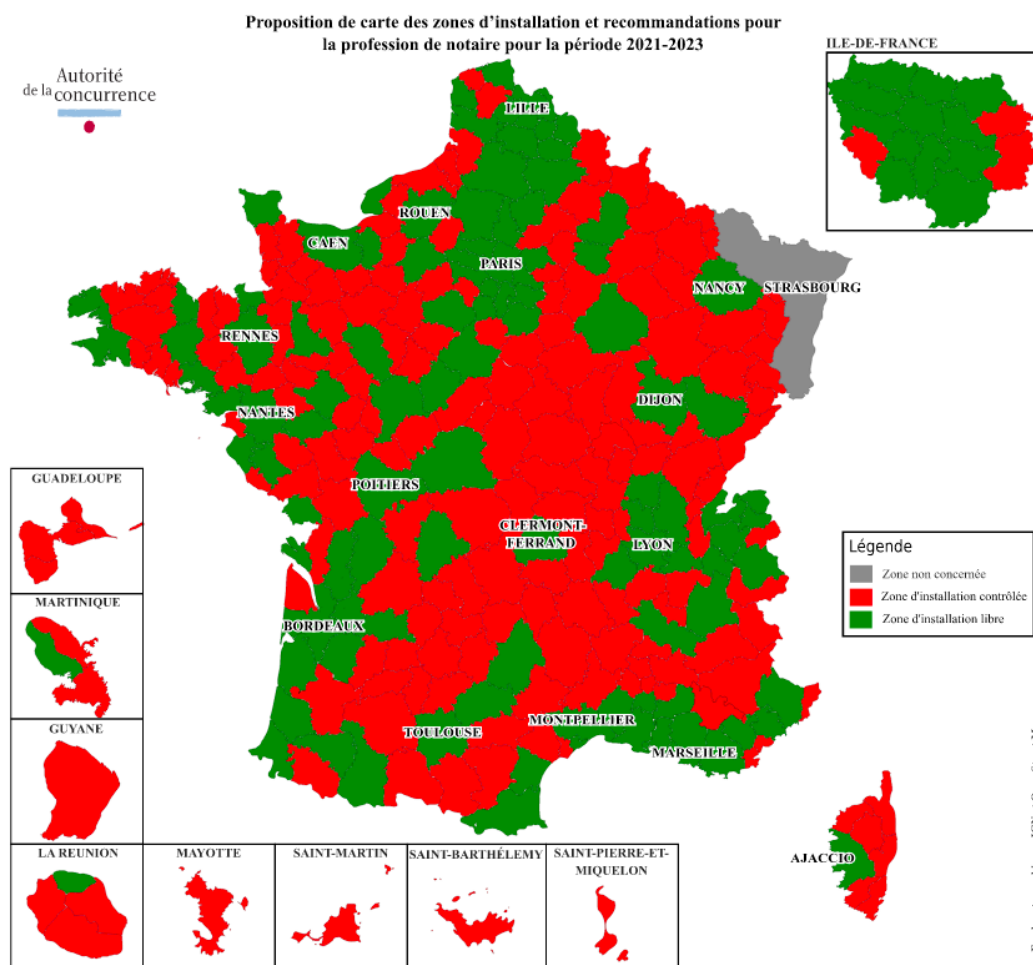 Proposition de carte des zones d'installation et recommandations pour
la profession de notaire pour la période 2021-2023
Autorité
de la concurrence
ILE-DE-FRANCE
LILLE
ROUEN
CAEN
PARIS
NANCY
STRASBOURG
RENNES
DIJON
NANTES
POITIERS
CLERMONT-
FERRAND
LYON
BORDEAUX
MONTPELLIER
TOULOUSE
MARSEILLE
AJACCIO
Légende
Zone non concernée
Zone d'installation contrôlée
Zone d'installation libre
GUADELOUPE
MARTINIQUE
GUYANE
LA REUNION
MAYOTTE
SAINT-MARTIN
SAINT-BARTHÉLEMY
SAINT-PIERRE-ET-
MIQUELON